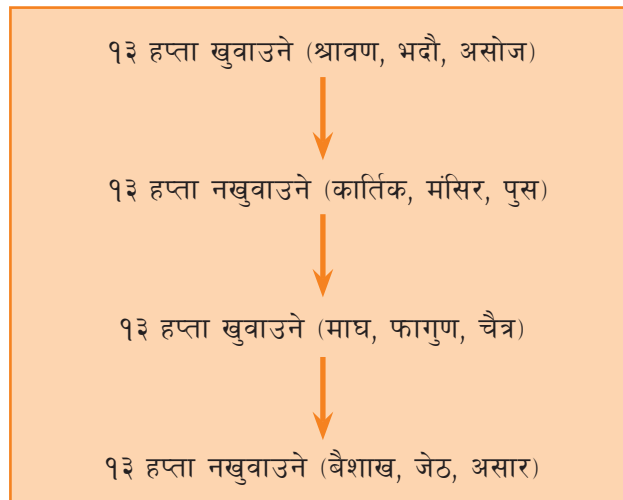 १३ हप्ता खुवाउने (श्रावण, भदौ, असोज)
१३ हप्ता नखुवाउने (कार्तिक, मंसिर, पुस)
१३ हप्ता खुवाउने (माघ, फागुण, चैत्र)
१३ हप्ता नखुवाउने (बैशाख, जेठ, असार)